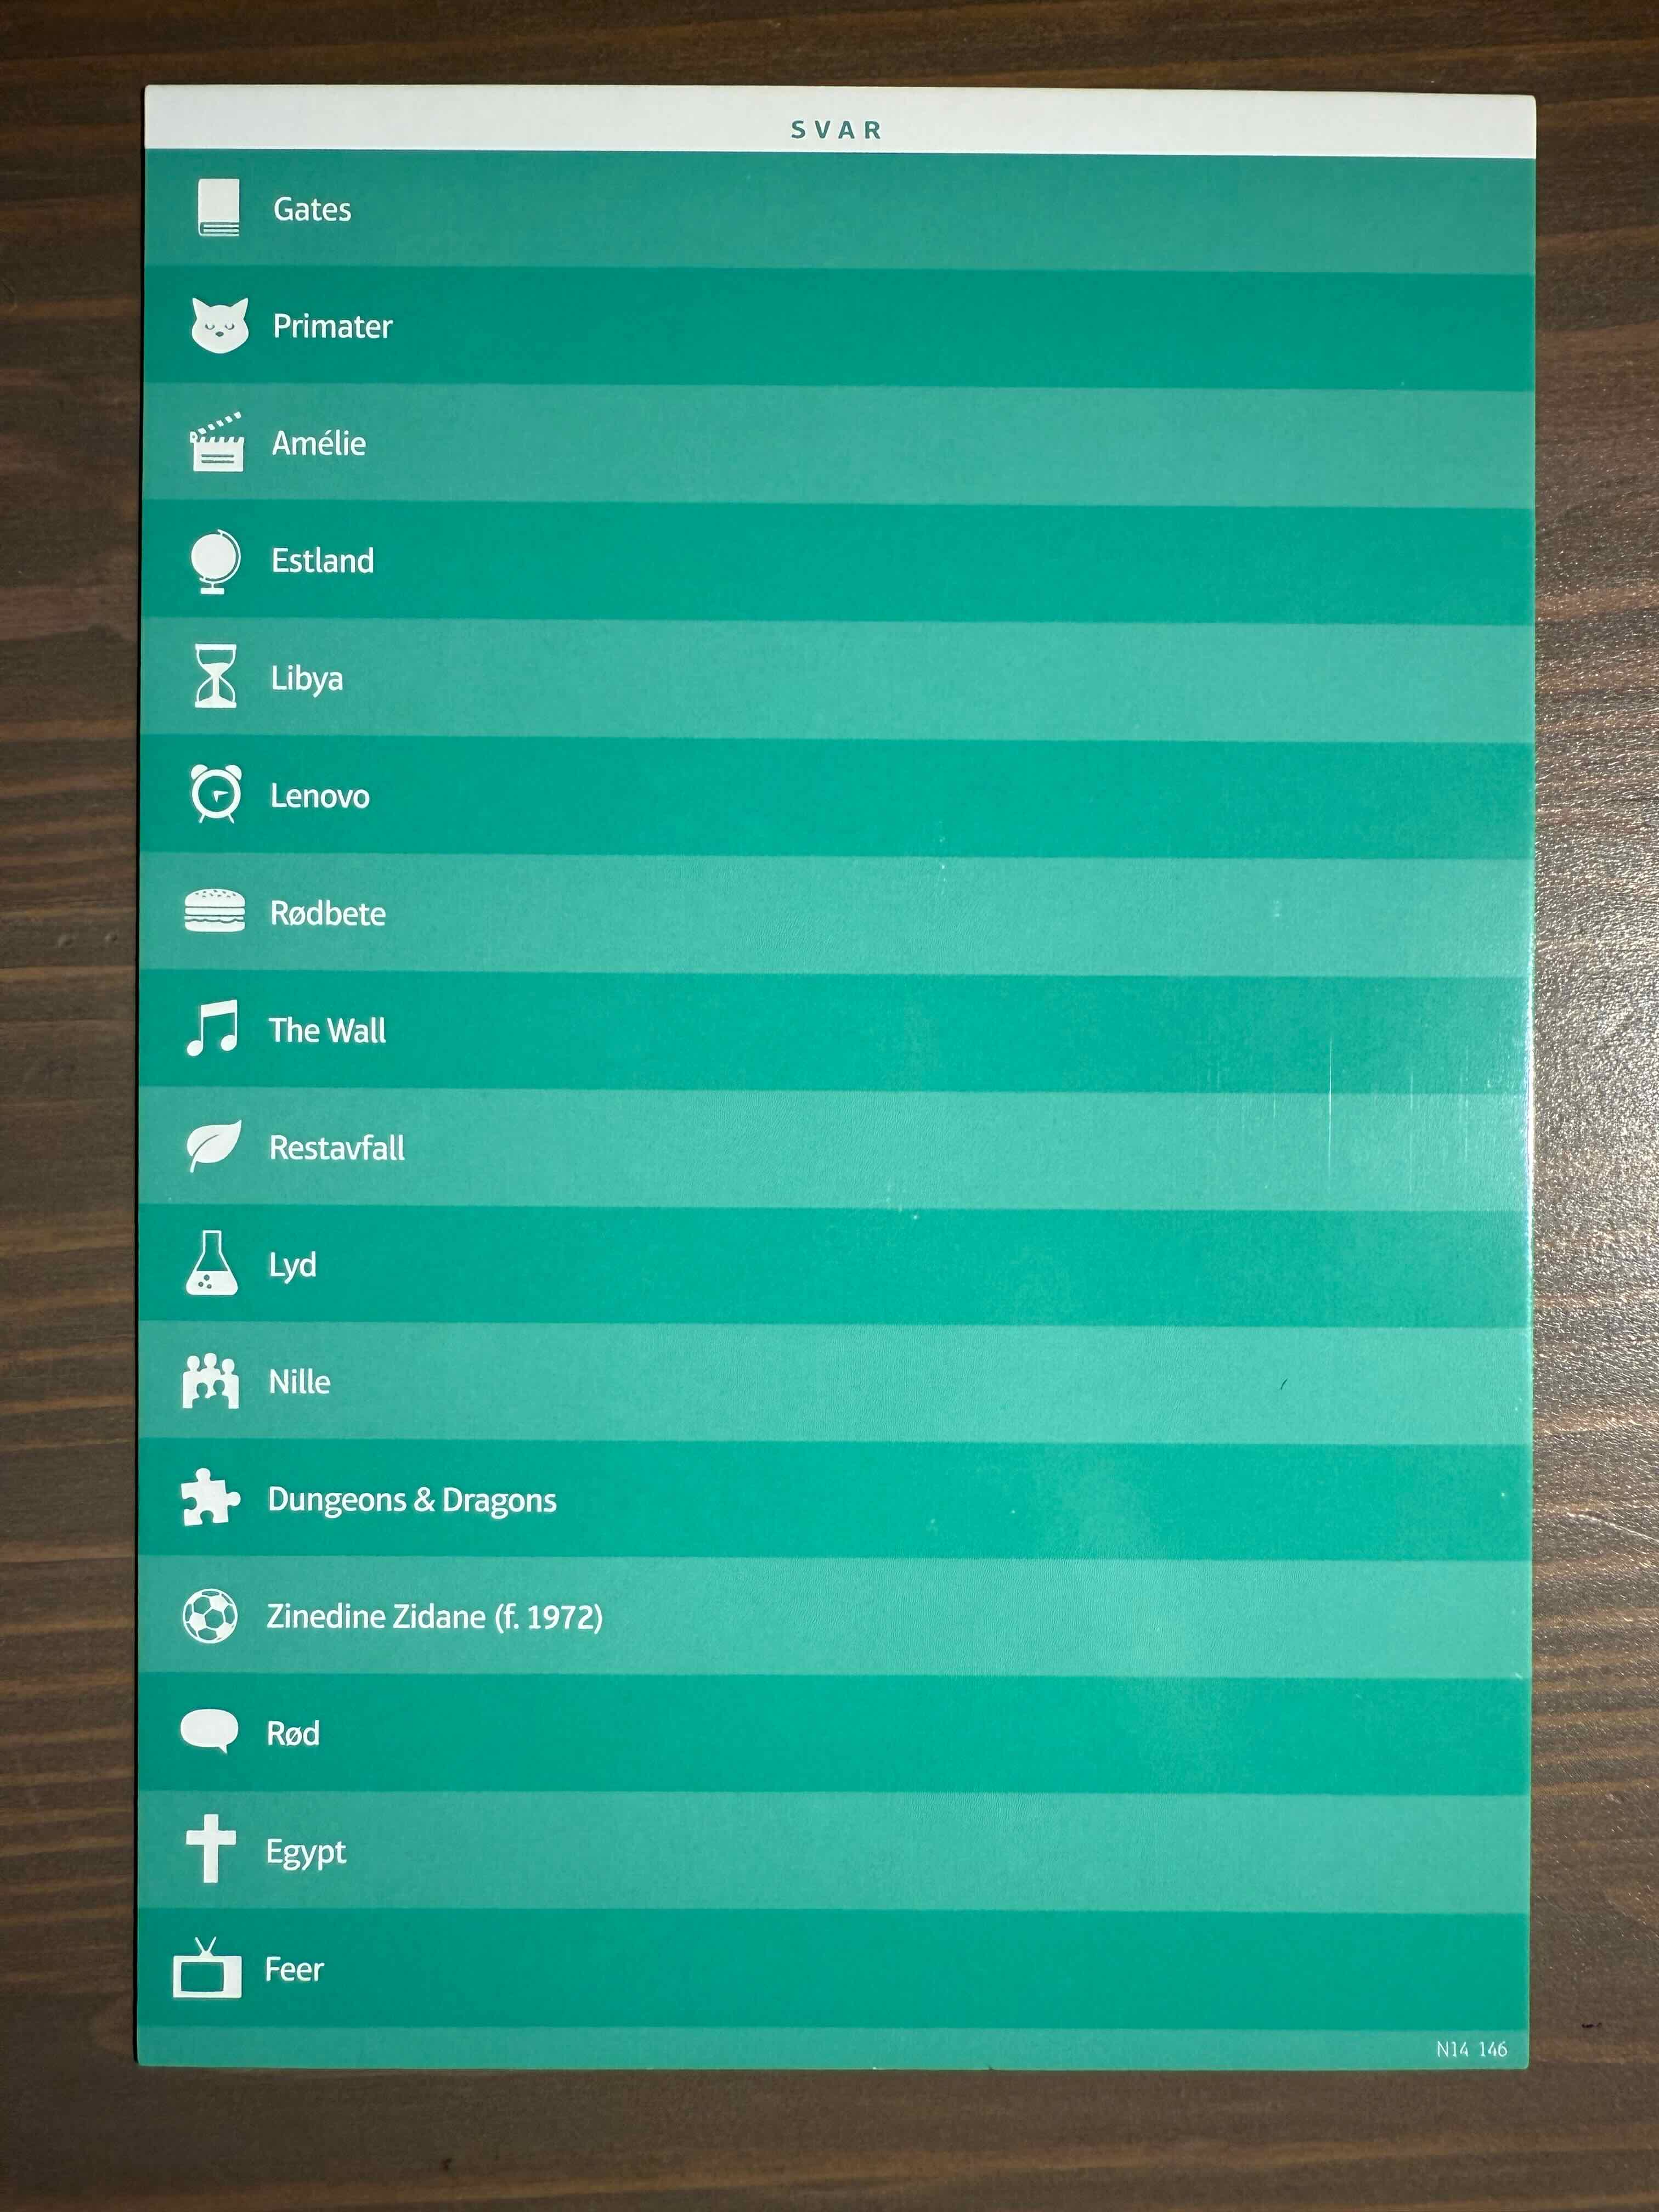 SVAR
Gates
Primater
Amélie
Estland
Libya
Lenovo
Rødbete
The Wall
Restavfall
Lyd
Nille
Dungeons & Dragons
Zinedine Zidane (f. 1972)
Rød
Egypt
Feer
N14 146